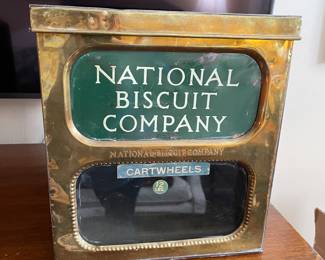 NATIONAL
BISCUIT
COMPANY
NATIONAL BISCUIT COMPANY
CARTWHEELS